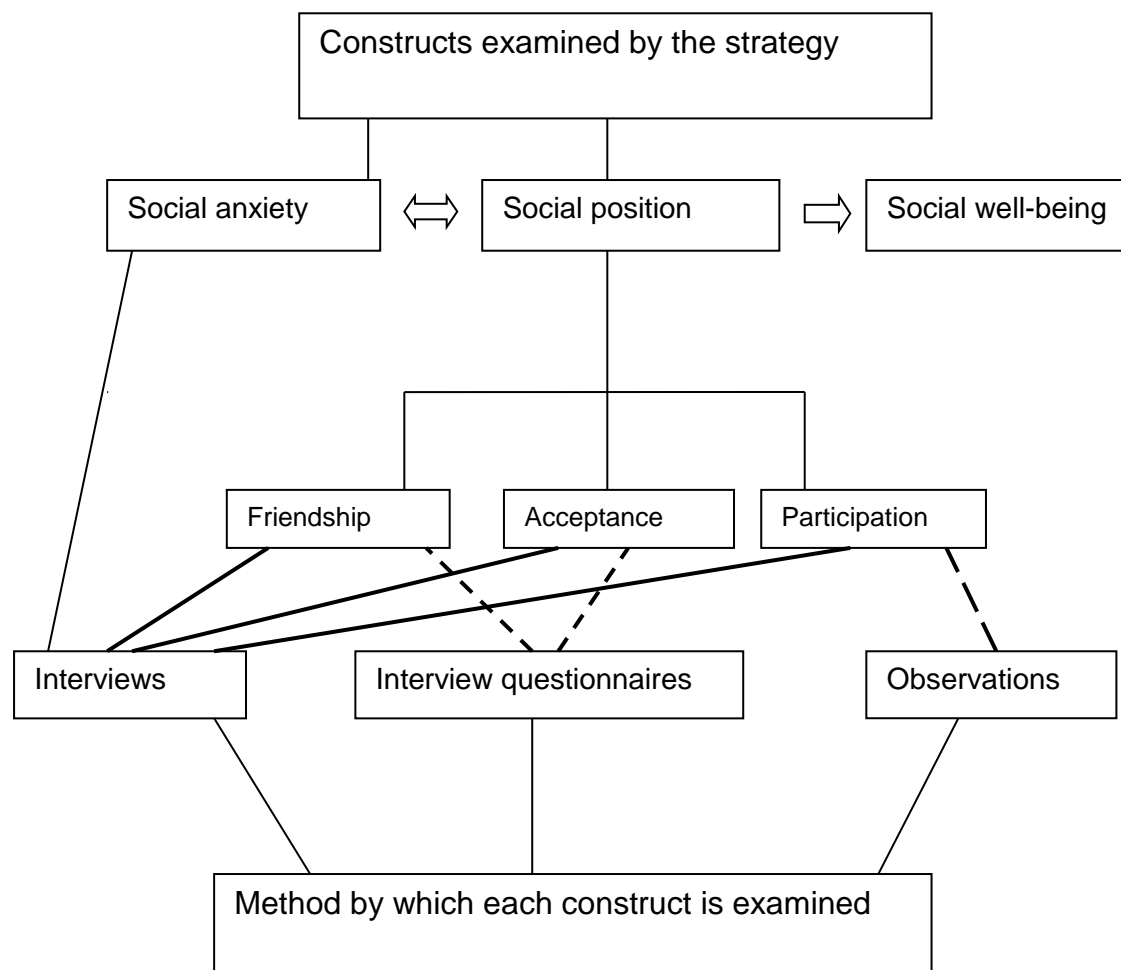 Constructs examined by the strategy
Social anxiety
Social position
Social well-being
Friendship
Acceptance
Participation
Interviews
Interview questionnaires
Observations
Method by which each construct is examined